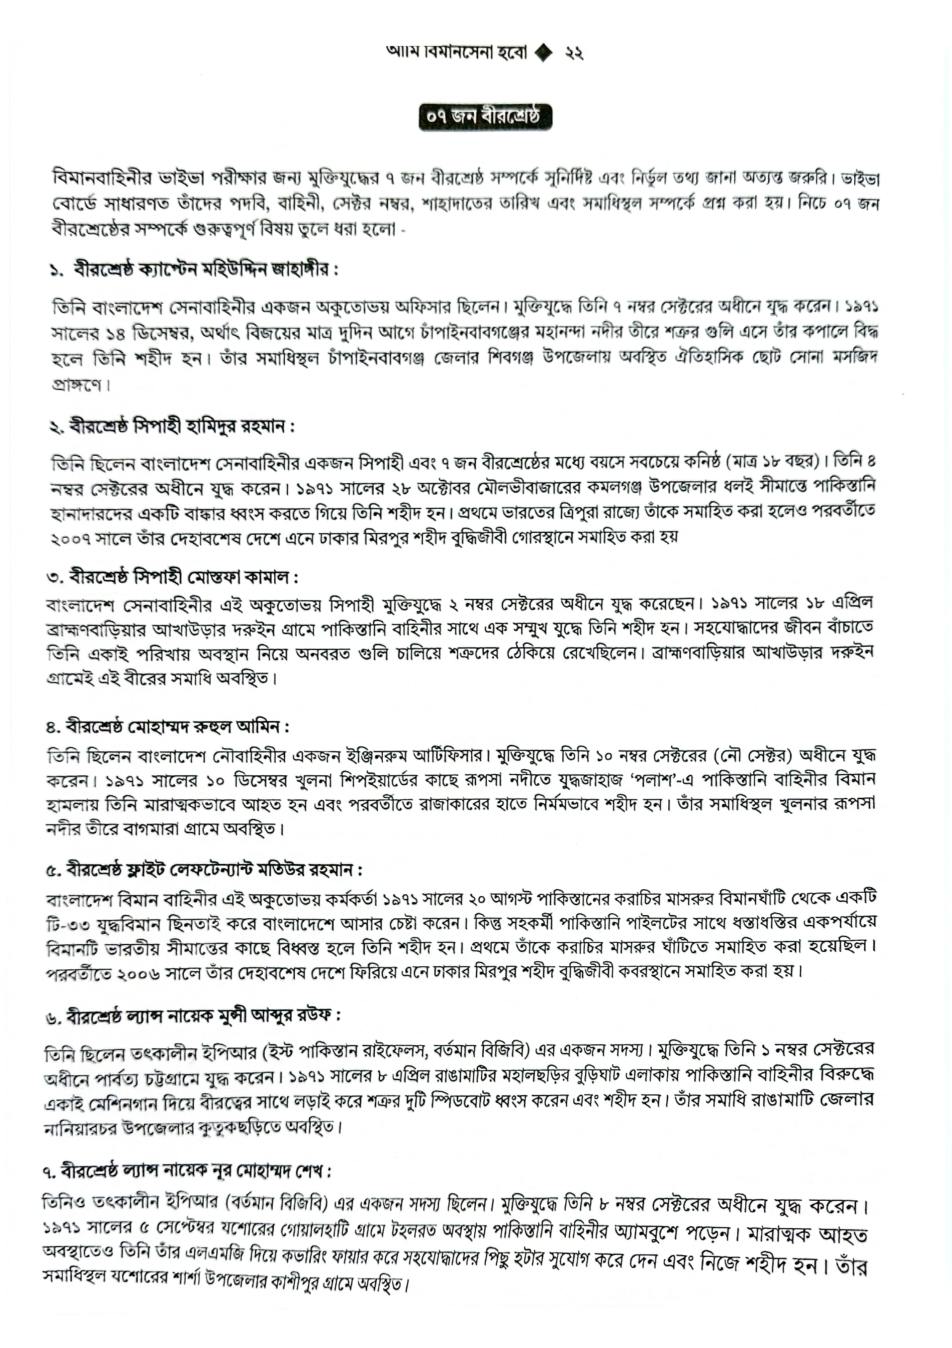 আমি বিমানসেনা হবো ◆ ২২
০৭ জন বীরশ্রেষ্ঠ
বিমানবাহিনীর ভাইভা পরীক্ষার জন্য মুক্তিযুদ্ধের ৭ জন বীরশ্রেষ্ঠ সম্পর্কে সুনির্দিষ্ট এবং নির্ভুল তথ্য জানা অত্যন্ত জরুরি। ভাইভা
বোর্ডে সাধারণত তাঁদের পদবি, বাহিনী, সেক্টর নম্বর, শাহাদাতের তারিখ এবং সমাধিস্থল সম্পর্কে প্রশ্ন করা হয়। নিচে ০৭ জন
বীরশ্রেষ্ঠের সম্পর্কে গুরুত্বপূর্ণ বিষয় তুলে ধরা হলো -
১. বীরশ্রেষ্ঠ ক্যাপ্টেন মহিউদ্দিন জাহাঙ্গীর :
তিনি বাংলাদেশ সেনাবাহিনীর একজন অকুতোভয় অফিসার ছিলেন। মুক্তিযুদ্ধে তিনি ৭ নম্বর সেক্টরের অধীনে যুদ্ধ করেন। ১৯৭১
সালের ১৪ ডিসেম্বর, অর্থাৎ বিজয়ের মাত্র দুদিন আগে চাঁপাইনবাবগঞ্জের মহানন্দা নদীর তীরে শত্রুর গুলি এসে তাঁর কপালে বিদ্ধ
হলে তিনি শহীদ হন। তাঁর সমাধিস্থল চাঁপাইনবাবগঞ্জ জেলার শিবগঞ্জ উপজেলায় অবস্থিত ঐতিহাসিক ছোট সোনা মসজিদ
প্রাঙ্গণে।
২. বীরশ্রেষ্ঠ সিপাহী হামিদুর রহমান :
তিনি ছিলেন বাংলাদেশ সেনাবাহিনীর একজন সিপাহী এবং ৭ জন বীরশ্রেষ্ঠের মধ্যে বয়সে সবচেয়ে কনিষ্ঠ (মাত্র ১৮ বছর)। তিনি ৪
নম্বর সেক্টরের অধীনে যুদ্ধ করেন। ১৯৭১ সালের ২৮ অক্টোবর মৌলভীবাজারের কমলগঞ্জ উপজেলার ধলই সীমান্তে পাকিস্তানি
হানাদারদের একটি বাঙ্কার ধ্বংস করতে গিয়ে তিনি শহীদ হন। প্রথমে ভারতের ত্রিপুরা রাজ্যে তাঁকে সমাহিত করা হলেও পরবর্তীতে
২০০৭ সালে তাঁর দেহাবশেষ দেশে এনে ঢাকার মিরপুর শহীদ বুদ্ধিজীবী গোরস্থানে সমাহিত করা হয়
৩. বীরশ্রেষ্ঠ সিপাহী মোস্তফা কামাল :
বাংলাদেশ সেনাবাহিনীর এই অকুতোভয় সিপাহী মুক্তিযুদ্ধে ২ নম্বর সেক্টরের অধীনে যুদ্ধ করেছেন। ১৯৭১ সালের ১৮ এপ্রিল
ব্রাহ্মণবাড়িয়ার আখাউড়ার দরুইন গ্রামে পাকিস্তানি বাহিনীর সাথে এক সম্মুখ যুদ্ধে তিনি শহীদ হন। সহযোদ্ধাদের জীবন বাঁচাতে
তিনি একাই পরিখায় অবস্থান নিয়ে অনবরত গুলি চালিয়ে শত্রুদের ঠেকিয়ে রেখেছিলেন। ব্রাহ্মণবাড়িয়ার আখাউড়ার দরুইন
গ্রামেই এই বীরের সমাধি অবস্থিত।
৪. বীরশ্রেষ্ঠ মোহাম্মদ রুহুল আমিন :
তিনি ছিলেন বাংলাদেশ নৌবাহিনীর একজন ইঞ্জিনরুম আর্টিফিসার। মুক্তিযুদ্ধে তিনি ১০ নম্বর সেক্টরের (নৌ সেক্টর) অধীনে যুদ্ধ
করেন। ১৯৭১ সালের ১০ ডিসেম্বর খুলনা শিপইয়ার্ডের কাছে রূপসা নদীতে যুদ্ধজাহাজ 'পলাশ'-এ পাকিস্তানি বাহিনীর বিমান
হামলায় তিনি মারাত্মকভাবে আহত হন এবং পরবর্তীতে রাজাকারের হাতে নির্মমভাবে শহীদ হন। তাঁর সমাধিস্থল খুলনার রূপসা
নদীর তীরে বাগমারা গ্রামে অবস্থিত।
৫. বীরশ্রেষ্ঠ ফ্লাইট লেফটেন্যান্ট মতিউর রহমান :
বাংলাদেশ বিমান বাহিনীর এই অকুতোভয় কর্মকর্তা ১৯৭১ সালের ২০ আগস্ট পাকিস্তানের করাচির মাসরুর বিমানঘাঁটি থেকে একটি
টি-৩৩ যুদ্ধবিমান ছিনতাই করে বাংলাদেশে আসার চেষ্টা করেন। কিন্তু সহকর্মী পাকিস্তানি পাইলটের সাথে ধস্তাধস্তির একপর্যায়ে
বিমানটি ভারতীয় সীমান্তের কাছে বিধ্বস্ত হলে তিনি শহীদ হন। প্রথমে তাঁকে করাচির মাসরুর ঘাঁটিতে সমাহিত করা হয়েছিল।
পরবর্তীতে ২০০৬ সালে তাঁর দেহাবশেষ দেশে ফিরিয়ে এনে ঢাকার মিরপুর শহীদ বুদ্ধিজীবী কবরস্থানে সমাহিত করা হয়।
৬. বীরশ্রেষ্ঠ ল্যান্স নায়েক মুন্সী আব্দুর রউফ :
তিনি ছিলেন তৎকালীন ইপিআর (ইস্ট পাকিস্তান রাইফেলস, বর্তমান বিজিবি) এর একজন সদস্য। মুক্তিযুদ্ধে তিনি ১ নম্বর সেক্টরের
অধীনে পার্বত্য চট্টগ্রামে যুদ্ধ করেন। ১৯৭১ সালের ৮ এপ্রিল রাঙামাটির মহালছড়ির বুড়িঘাট এলাকায় পাকিস্তানি বাহিনীর বিরুদ্ধে
একাই মেশিনগান দিয়ে বীরত্বের সাথে লড়াই করে শত্রুর দুটি স্পিডবোট ধ্বংস করেন এবং শহীদ হন। তাঁর সমাধি রাঙামাটি জেলার
নানিয়ারচর উপজেলার কুতুকছড়িতে অবস্থিত।
৭. বীরশ্রেষ্ঠ ল্যান্স নায়েক নূর মোহাম্মদ শেখ :
তিনিও তৎকালীন ইপিআর (বর্তমান বিজিবি) এর একজন সদস্য ছিলেন। মুক্তিযুদ্ধে তিনি ৮ নম্বর সেক্টরের অধীনে যুদ্ধ করেন।
১৯৭১ সালের ৫ সেপ্টেম্বর যশোরের গোয়ালহাটি গ্রামে টহলরত অবস্থায় পাকিস্তানি বাহিনীর অ্যামবুশে পড়েন। মারাত্মক আহত
অবস্থাতেও তিনি তাঁর এলএমজি দিয়ে কভারিং ফায়ার করে সহযোদ্ধাদের পিছু হটার সুযোগ করে দেন এবং নিজে শহীদ হন। তাঁর
সমাধিস্থল যশোরের শার্শা উপজেলার কাশীপুর গ্রামে অবস্থিত।